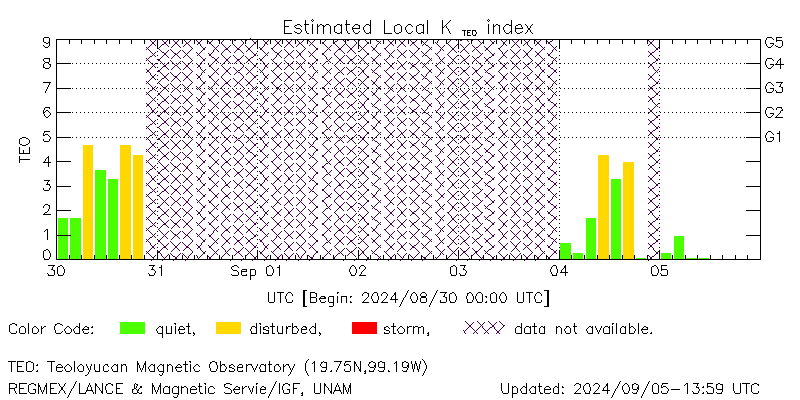 Estimated Local K TEO index
9 G5
8 G4
7 G3
6 G2
5 G1
4
3
2
1
0
TEO
30 31 Sep 01 02 03 04 05
UTC [Begin: 2024/08/30 00:00 UTC]
Color Code: quiet, disturbed, storm, data not available.
TEO: Teoloyucan Magnetic Observatory (19.75N,99.19W)
REGMEX/LANCE & Magnetic Servie/IGF, UNAM Updated: 2024/09/05-13:59 UTC